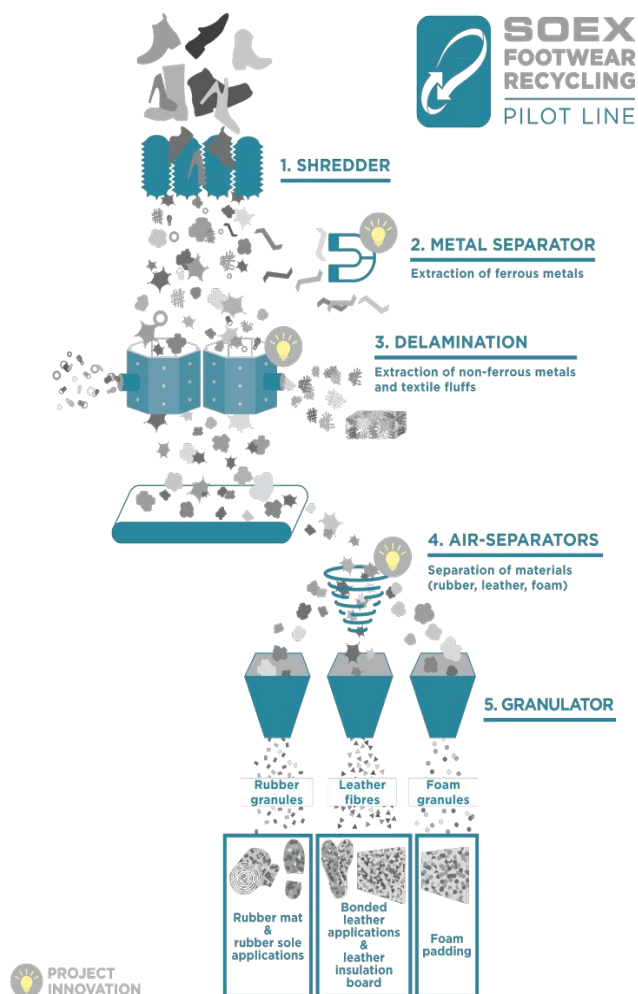 SOEX
FOOTWEAR
RECYCLING
PILOT LINE
1. SHREDDER
2. METAL SEPARATOR
Extraction of ferrous metals
3. DELAMINATION
Extraction of non-ferrous metals
and textile fluffs
4. AIR-SEPARATORS
Separation of materials
(rubber, leather, foam)
5. GRANULATOR
Rubber
granules
Leather
fibres
Foam
granules
Rubber mat
&
rubber sole
applications
Bonded
leather
applications
&
leather
insulation
board
Foam
padding
PROJECT
INNOVATION